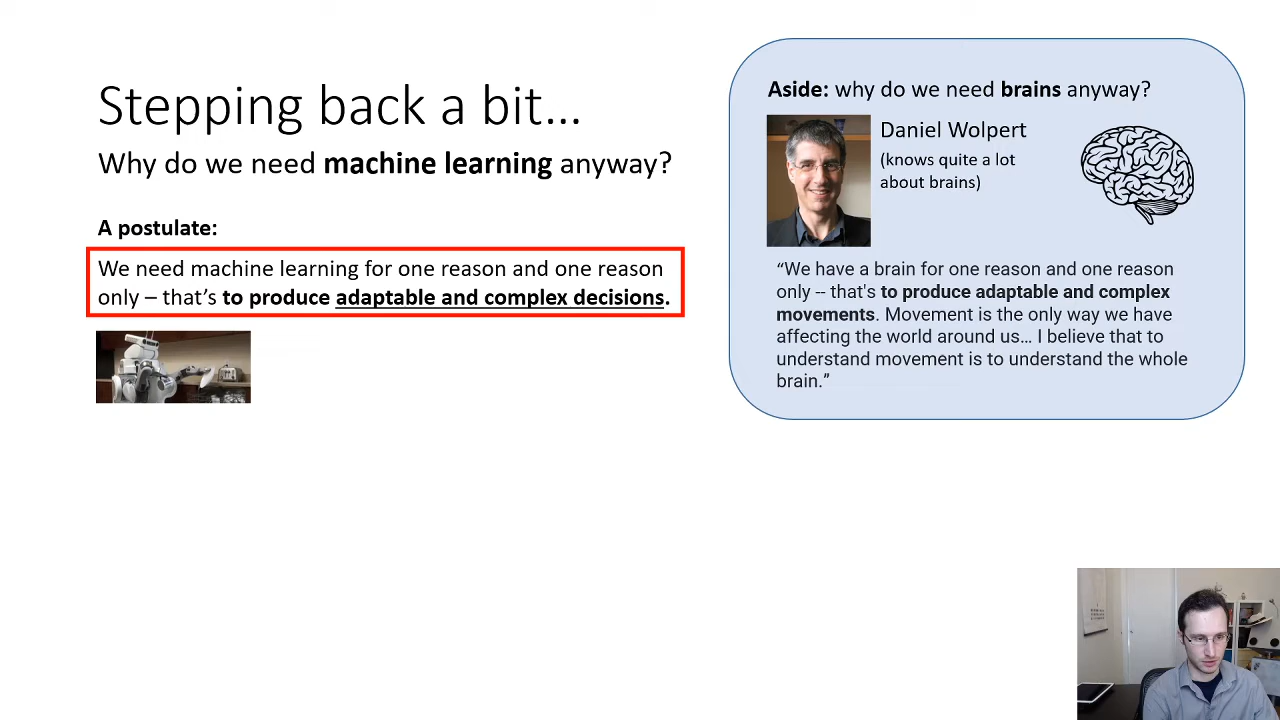 Stepping back a bit...
Why do we need machine learning anyway?
A postulate:
We need machine learning for one reason and one reason
only – that's to produce adaptable and complex decisions.
Aside: why do we need brains anyway?
Daniel Wolpert
(knows quite a lot
about brains)
“We have a brain for one reason and one reason
only -- that's to produce adaptable and complex
movements. Movement is the only way we have
affecting the world around us… I believe that to
understand movement is to understand the whole
brain.”